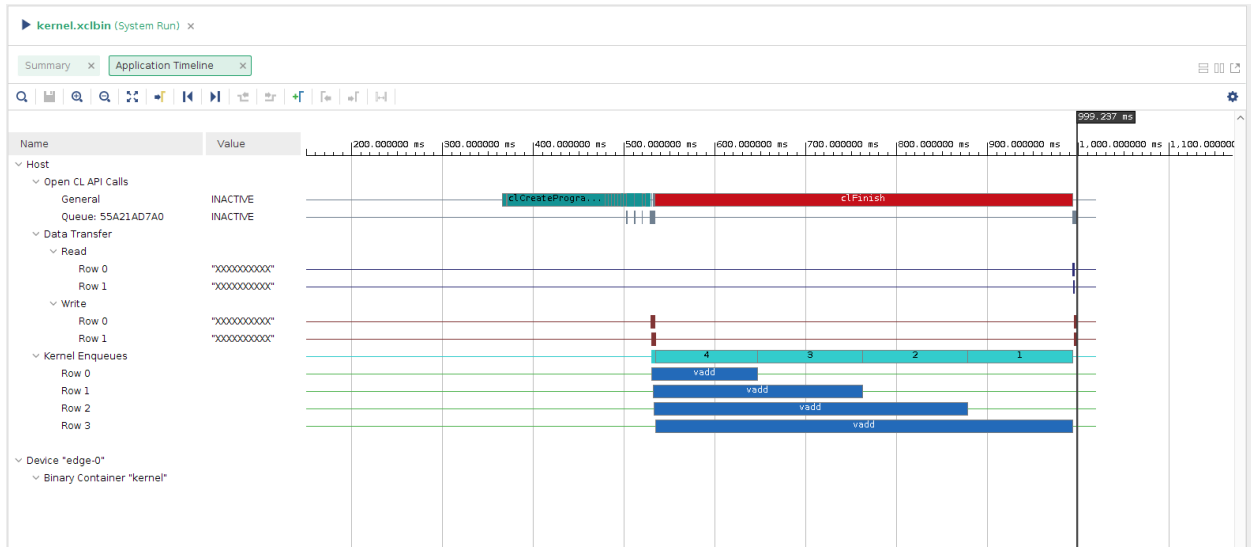 kernel.xclbin (System Run) ×
Summary × Application Timeline ×
999.237 ms
Name Value 200.000000 ms 300.000000 ms 400.000000 ms 500.000000 ms 600.000000 ms 700.000000 ms 800.000000 ms 900.000000 ms 1,000.000000 ms 1,100.000000
Host
Open CL API Calls
General INACTIVE clCreateProgra... clFinish
Queue: 55A21AD7A0 INACTIVE
Data Transfer
Read
Row 0 "XXXXXXXXXX"
Row 1 "XXXXXXXXXX"
Write
Row 0 "XXXXXXXXXX"
Row 1 "XXXXXXXXXX"
Kernel Enqueues 4 3 2 1
Row 0 vadd
Row 1 vadd
Row 2 vadd
Row 3 vadd
Device "edge-0"
Binary Container "kernel"